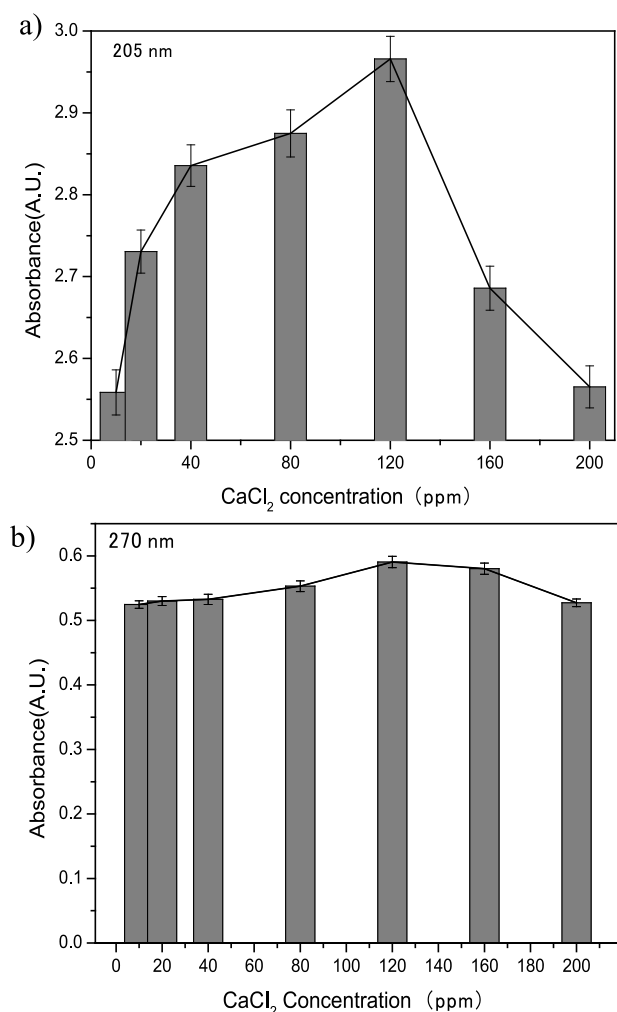 a)
205 nm
3.0
2.9
2.8
2.7
2.6
2.5
Absorbance(A.U.)
0 40 80 120 160 200
CaCl2 concentration (ppm)
b)
270 nm
0.6
0.5
0.4
0.3
0.2
0.1
0.0
Absorbance(A.U.)
0 20 40 60 80 100 120 140 160 180 200
CaCl2 Concentration (ppm)